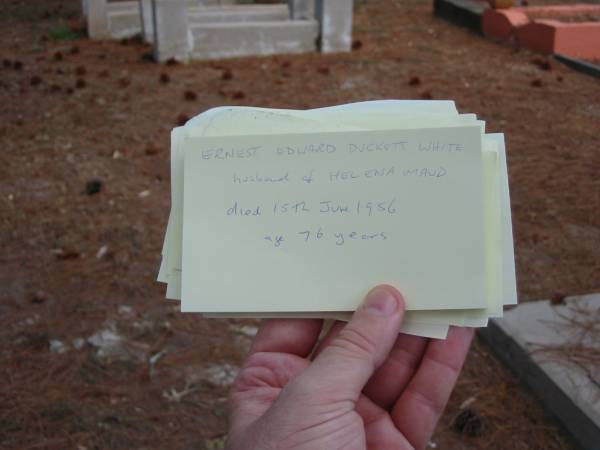 ERNEST EDWARD DUCKETT WHITE
husband of HELENA MAUD
died 15th June 1956
age 76 years